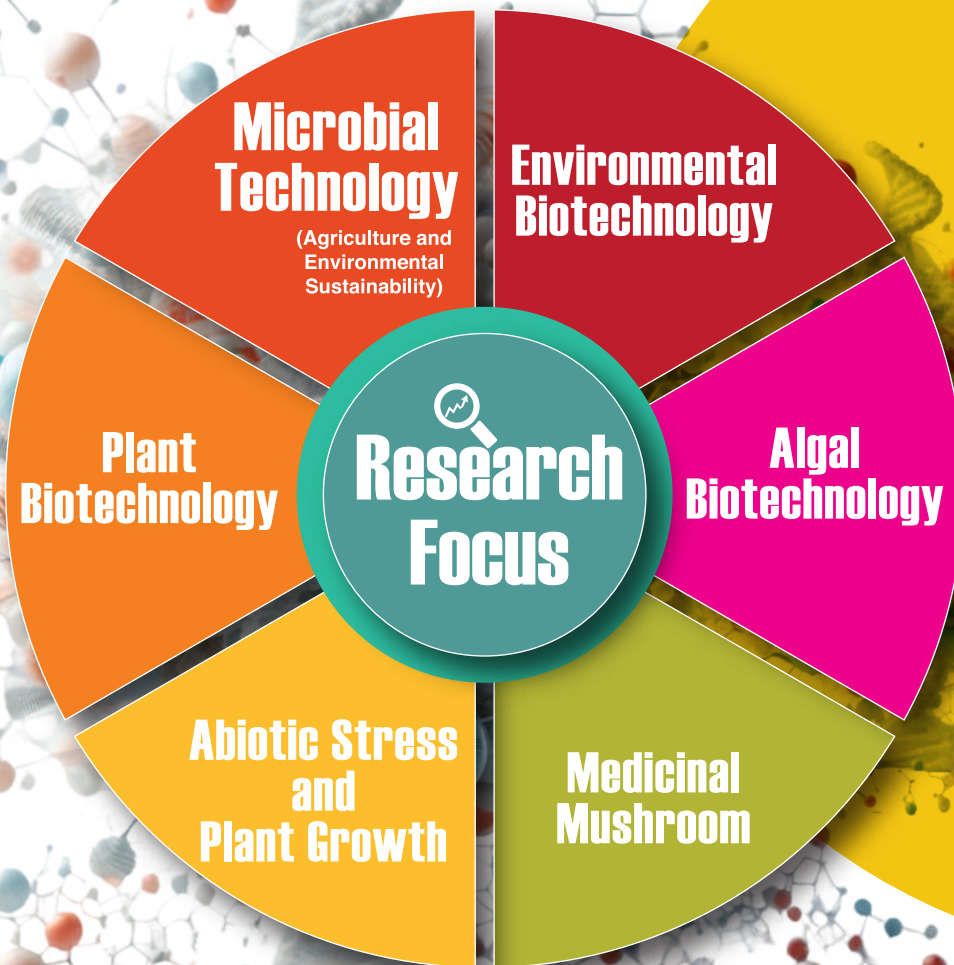 Microbial
Technology
(Agriculture and
Environmental
Sustainability)
Environmental
Biotechnology
Plant
Biotechnology
Research
Focus
Algal
Biotechnology
Abiotic Stress
and
Plant Growth
Medicinal
Mushroom